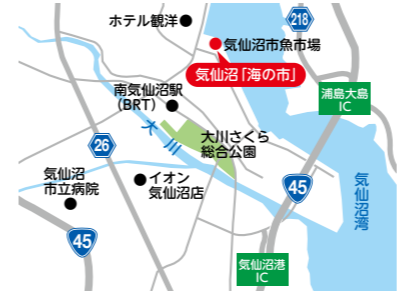 ホテル観洋
218
気仙沼市魚市場
気仙沼「海の市」
南気仙沼駅
（BRT）
浦島大島
IC
大川
大川さくら
総合公園
26
気仙沼
市立病院
イオン
気仙沼店
45
気仙沼湾
45
気仙沼港
IC